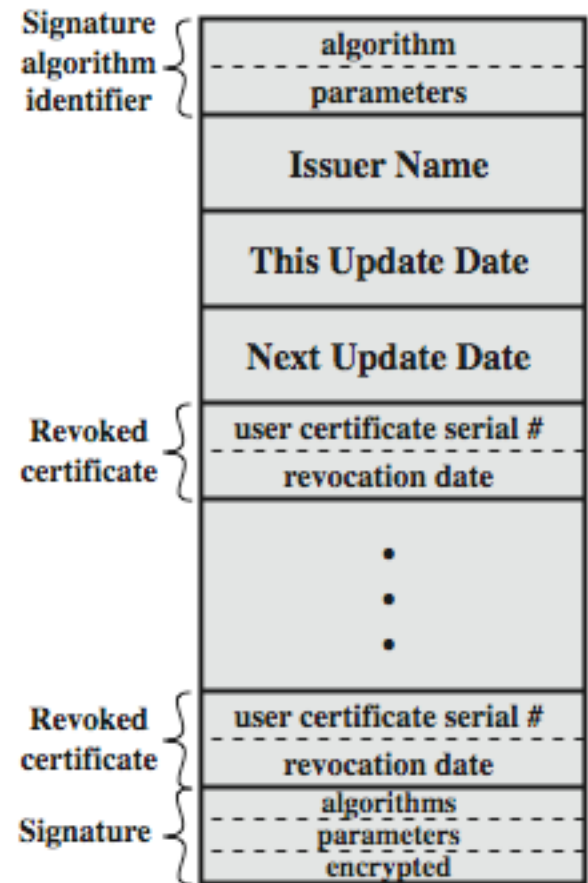 Signature
algorithm
identifier
algorithm
parameters
Issuer Name
This Update Date
Next Update Date
Revoked
certificate
user certificate serial #
revocation date
Revoked
certificate
user certificate serial #
revocation date
Signature
algorithms
parameters
encrypted